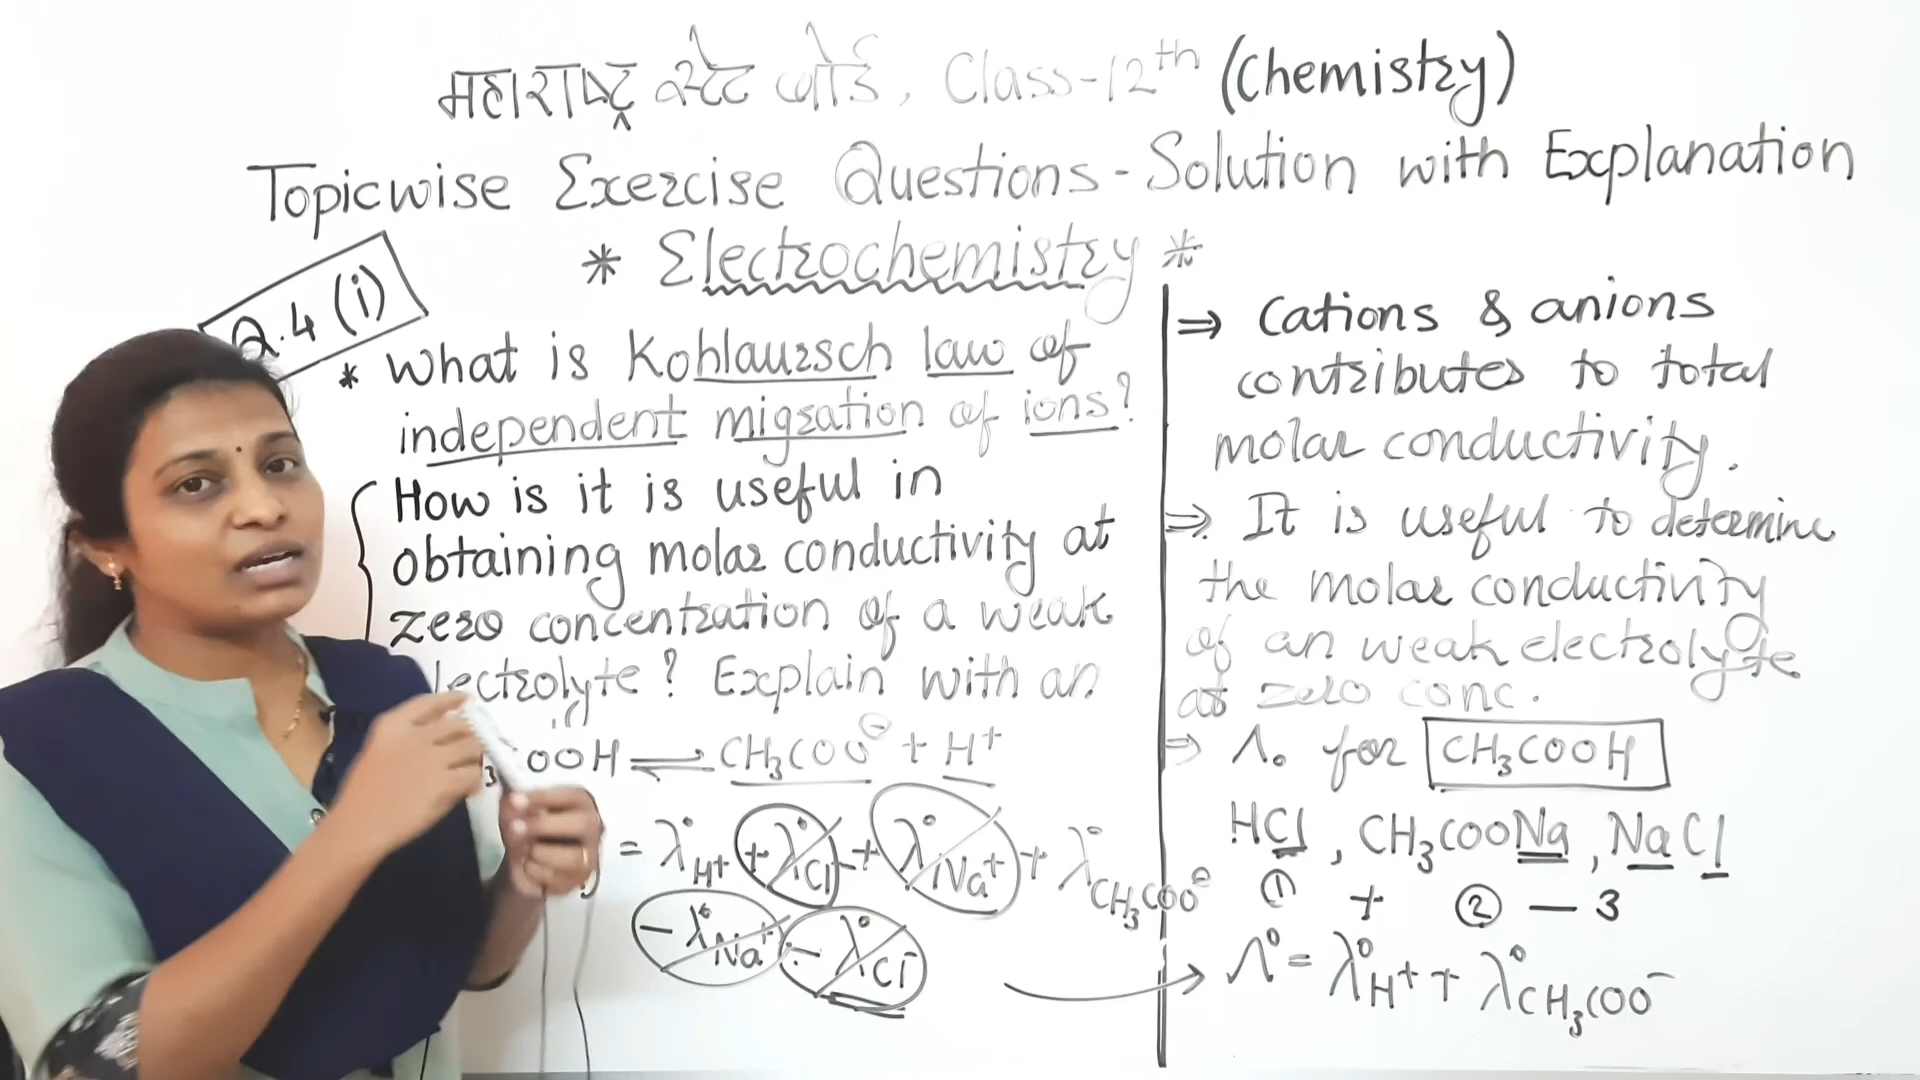 महाराष्ट्र स्टेट बोर्ड, Class-12th (Chemistry)
Topicwise Exercise Questions - Solution with Explanation
* Electrochemistry *
Q.4 (i)
* What is Kohlaursch law of
independent migration of ions?
How is it is useful in
obtaining molar conductivity at
zero concentration of a weak
lectrolyte? Explain with an
₃ OOH ⇌ CH₃COO⊖ + H⁺
= λ°H⁺ + λ°Cl⁻ + λ°Na⁺ + λ°CH₃COO⊖
- λ°Na⁺ - λ°Cl⁻
⇒ Cations & anions
contributes to total
molar conductivity.
⇒ It is useful to determine
the molar conductivity
of an weak electrolyte
at zero conc.
⇒ Λ₀ for CH₃COOH
HCl, CH₃COONa, NaCl
① + ② - 3
Λ° = λ°H⁺ + λ°CH₃COO⁻